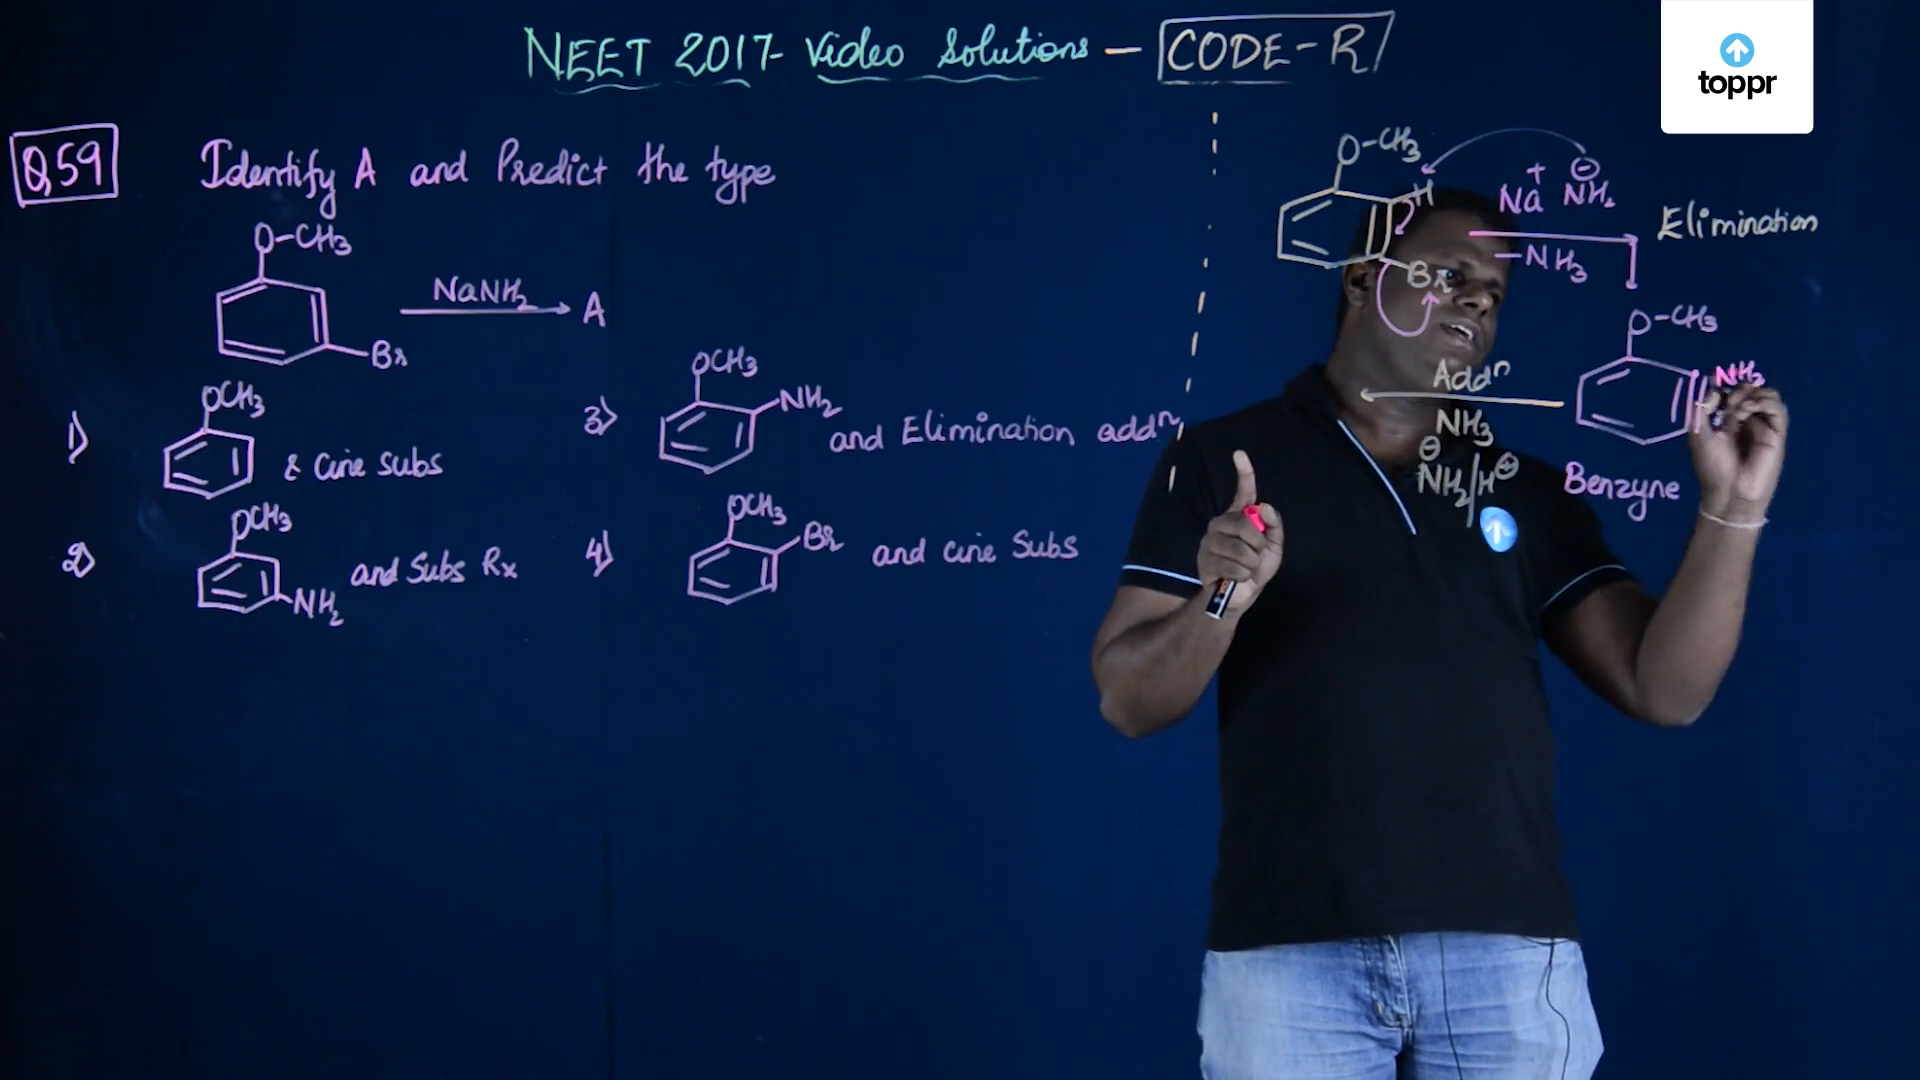 NEET 2017- Video Solutions — CODE-R
toppr
Q59
Identify A and Predict the type
O-CH3
NaNH2
A
Br
1)
OCH3
& Cine Subs
2)
OCH3
NH2
and Subs Rx
3)
OCH3
NH2
and Elimination addn
4)
OCH3
Br
and Cine Subs
O-CH3
H
Br
Na+ NH2⊖
-NH3
Elimination
O-CH3
NH2
Benzyne
Addn
NH3
⊖NH2/H⊕